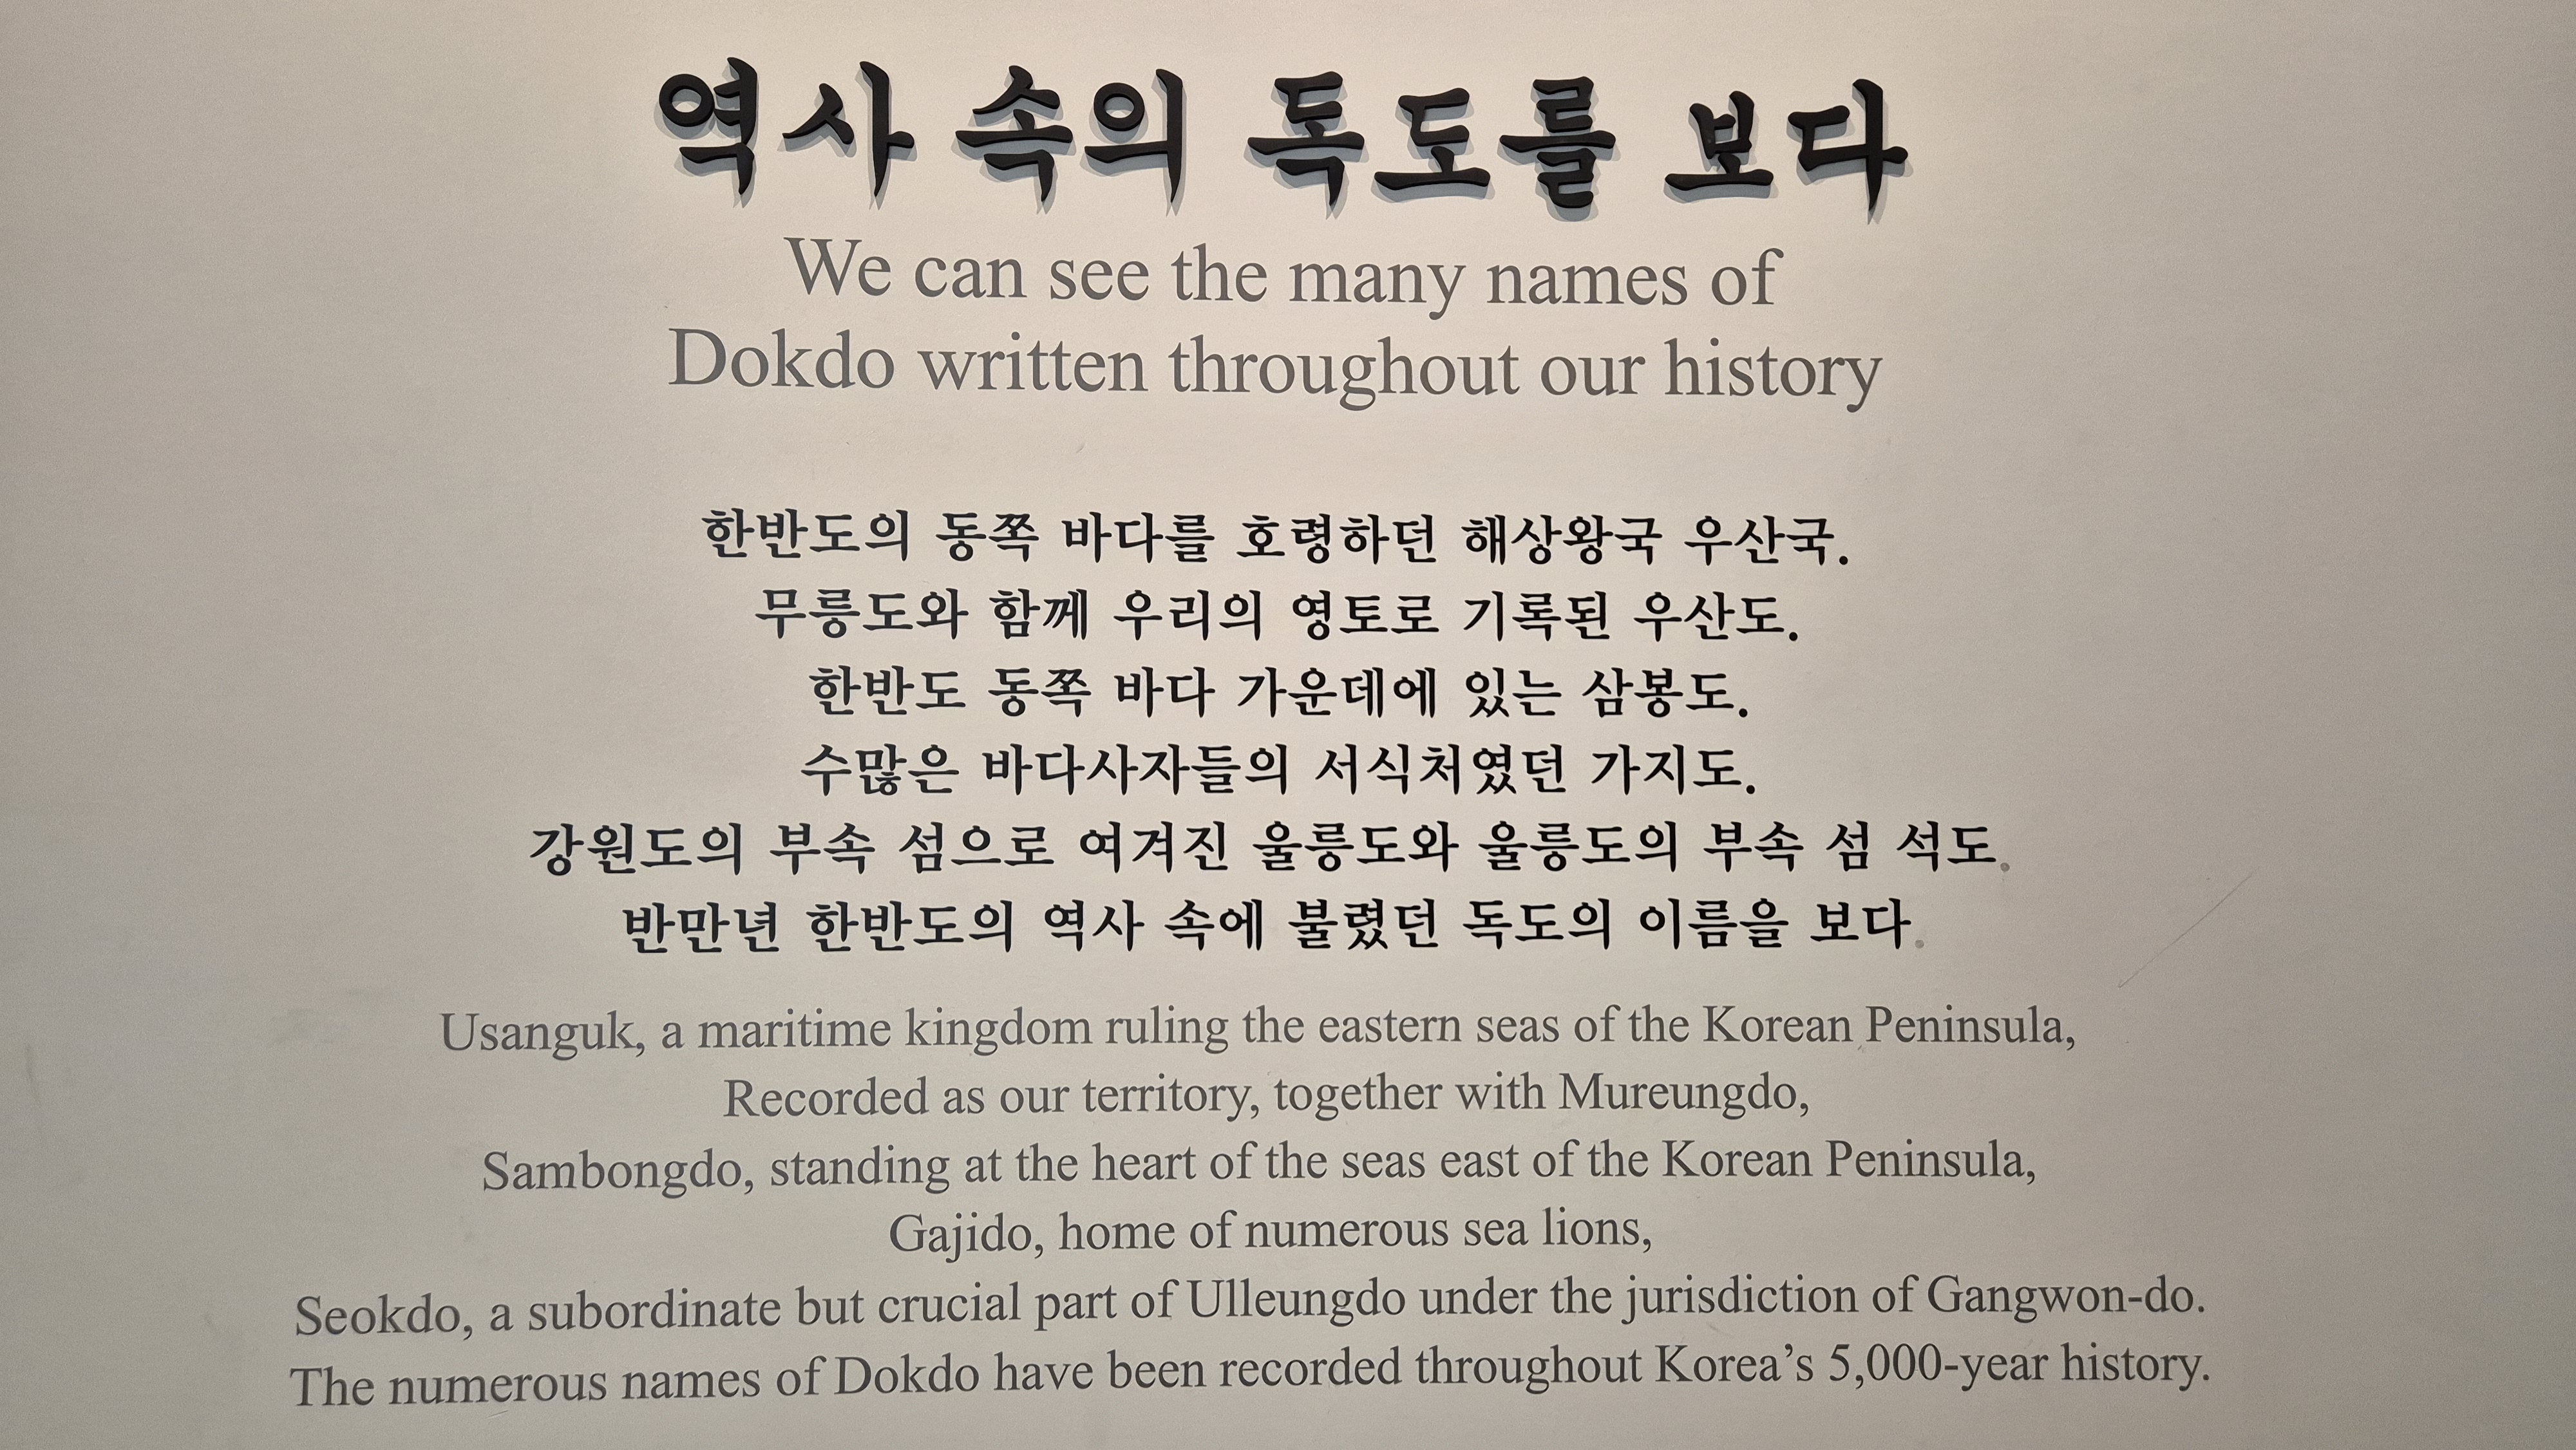 역사 속의 독도를 보다
We can see the many names of
Dokdo written throughout our history
한반도의 동쪽 바다를 호령하던 해상왕국 우산국.
무릉도와 함께 우리의 영토로 기록된 우산도.
한반도 동쪽 바다 가운데에 있는 삼봉도.
수많은 바다사자들의 서식처였던 가지도.
강원도의 부속 섬으로 여겨진 울릉도와 울릉도의 부속 섬 석도.
반만년 한반도의 역사 속에 불렸던 독도의 이름을 보다.
Usanguk, a maritime kingdom ruling the eastern seas of the Korean Peninsula,
Recorded as our territory, together with Mureungdo,
Sambongdo, standing at the heart of the seas east of the Korean Peninsula,
Gajido, home of numerous sea lions,
Seokdo, a subordinate but crucial part of Ulleungdo under the jurisdiction of Gangwon-do.
The numerous names of Dokdo have been recorded throughout Korea’s 5,000-year history.